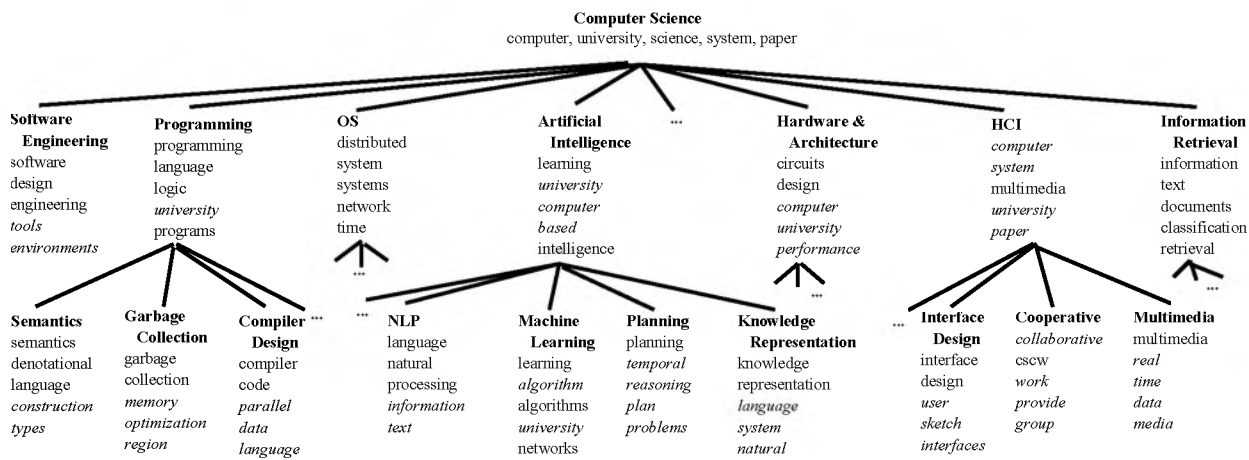 Computer Science
computer, university, science, system, paper
Software
Engineering
software
design
engineering
tools
environments
Programming
programming
language
logic
university
programs
OS
distributed
system
systems
network
time
...
Artificial
Intelligence
learning
university
computer
based
intelligence
...
Hardware &
Architecture
circuits
design
computer
university
performance
...
HCI
computer
system
multimedia
university
paper
Information
Retrieval
information
text
documents
classification
retrieval
...
Semantics
semantics
denotational
language
construction
types
Garbage
Collection
garbage
collection
memory
optimization
region
Compiler
Design
compiler
code
parallel
data
language
...
...
NLP
language
natural
processing
information
text
Machine
Learning
learning
algorithm
algorithms
university
networks
Planning
planning
temporal
reasoning
plan
problems
Knowledge
Representation
knowledge
representation
language
system
natural
...
Interface
Design
interface
design
user
sketch
interfaces
Cooperative
collaborative
cscw
work
provide
group
Multimedia
multimedia
real
time
data
media